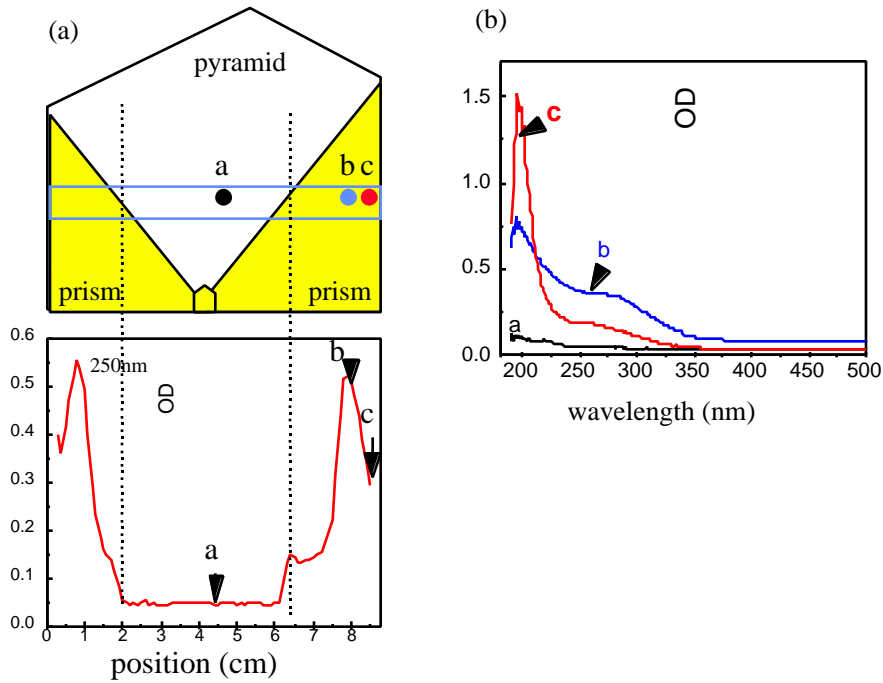 (a)
pyramid
a
b c
prism
prism
0.6
0.5
0.4
0.3
0.2
0.1
0.0
250nm
OD
a
b
c
0 1 2 3 4 5 6 7 8
position (cm)
(b)
1.5
1.0
0.5
0.0
OD
c
b
a
200 250 300 350 400 450 500
wavelength (nm)